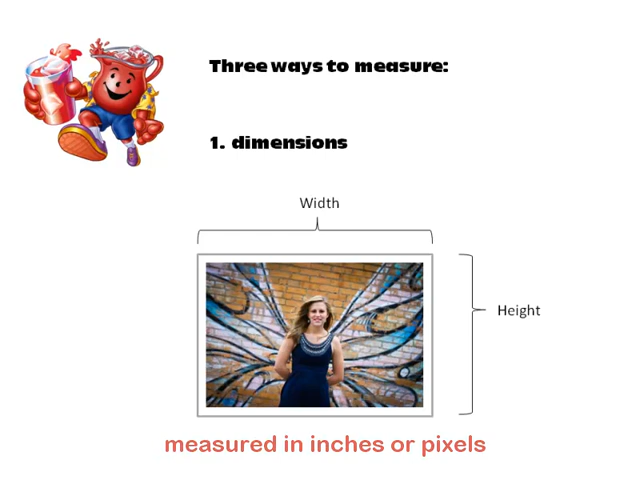 Three ways to measure:
1. dimensions
Width
Height
measured in inches or pixels